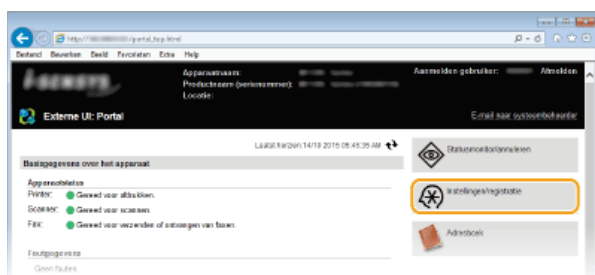 http://
/portal_top.html
Bestand Bewerken Beeld Favorieten Extra Help
Apparaatnaam:
Productnaam (serienummer):
Locatie:
Aanmelden gebruiker: Afmelden
Externe UI: Portal
E-mail naar systeembeheerder
Laatst herzien: 14/10 2015 05:45:35 AM
Basisgegevens over het apparaat
Apparaatstatus
Printer: Gereed voor afdrukken.
Scanner: Gereed voor scannen.
Fax: Gereed voor verzenden of ontvangen van faxen.
Foutgegevens
Geen fouten.
Statusmonitor/annuleren
Instellingen/registratie
Adresboek